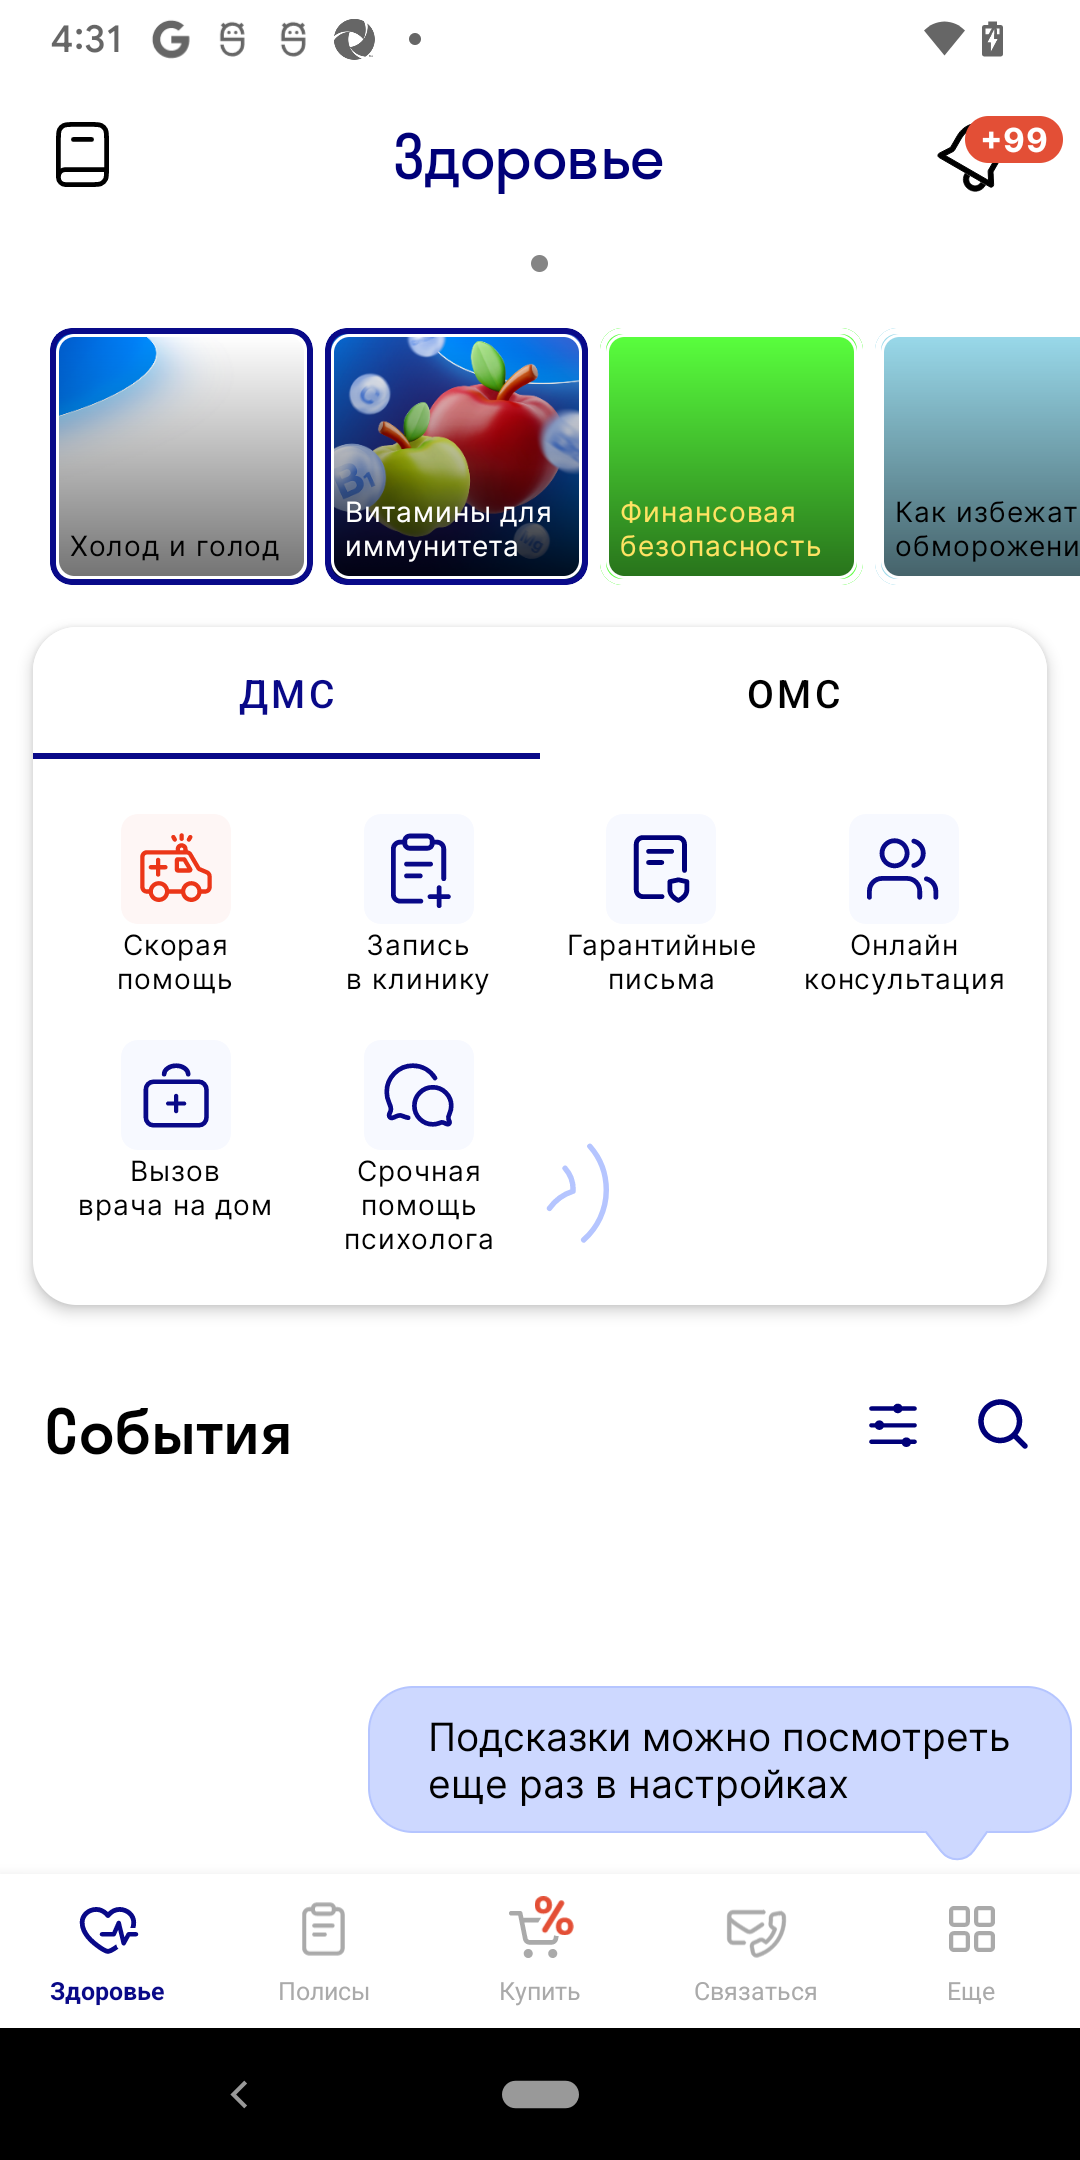 4:31
Здоровье
+99
Холод и голод
Витамины для
иммунитета
Финансовая
безопасность
Как избежат
обморожени
ДМС
ОМС
Скорая
помощь
Запись
в клинику
Гарантийные
письма
Онлайн
консультация
Вызов
врача на дом
Срочная
помощь
психолога
События
Подсказки можно посмотреть
еще раз в настройках
Здоровье
Полисы
Купить
Связаться
Еще